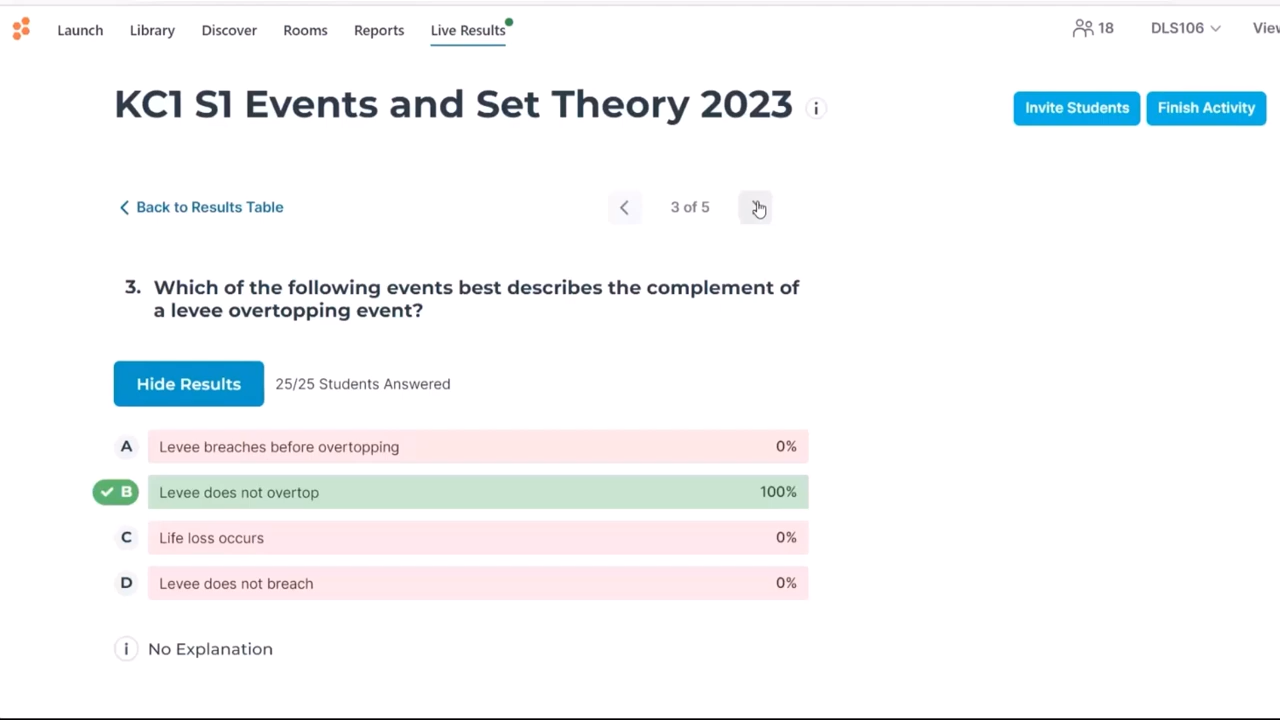 Launch Library Discover Rooms Reports Live Results 18 DLS106
KC1 S1 Events and Set Theory 2023 i Invite Students Finish Activity
Back to Results Table 3 of 5
3. Which of the following events best describes the complement of
a levee overtopping event?
Hide Results 25/25 Students Answered
A Levee breaches before overtopping 0%
B Levee does not overtop 100%
C Life loss occurs 0%
D Levee does not breach 0%
i No Explanation